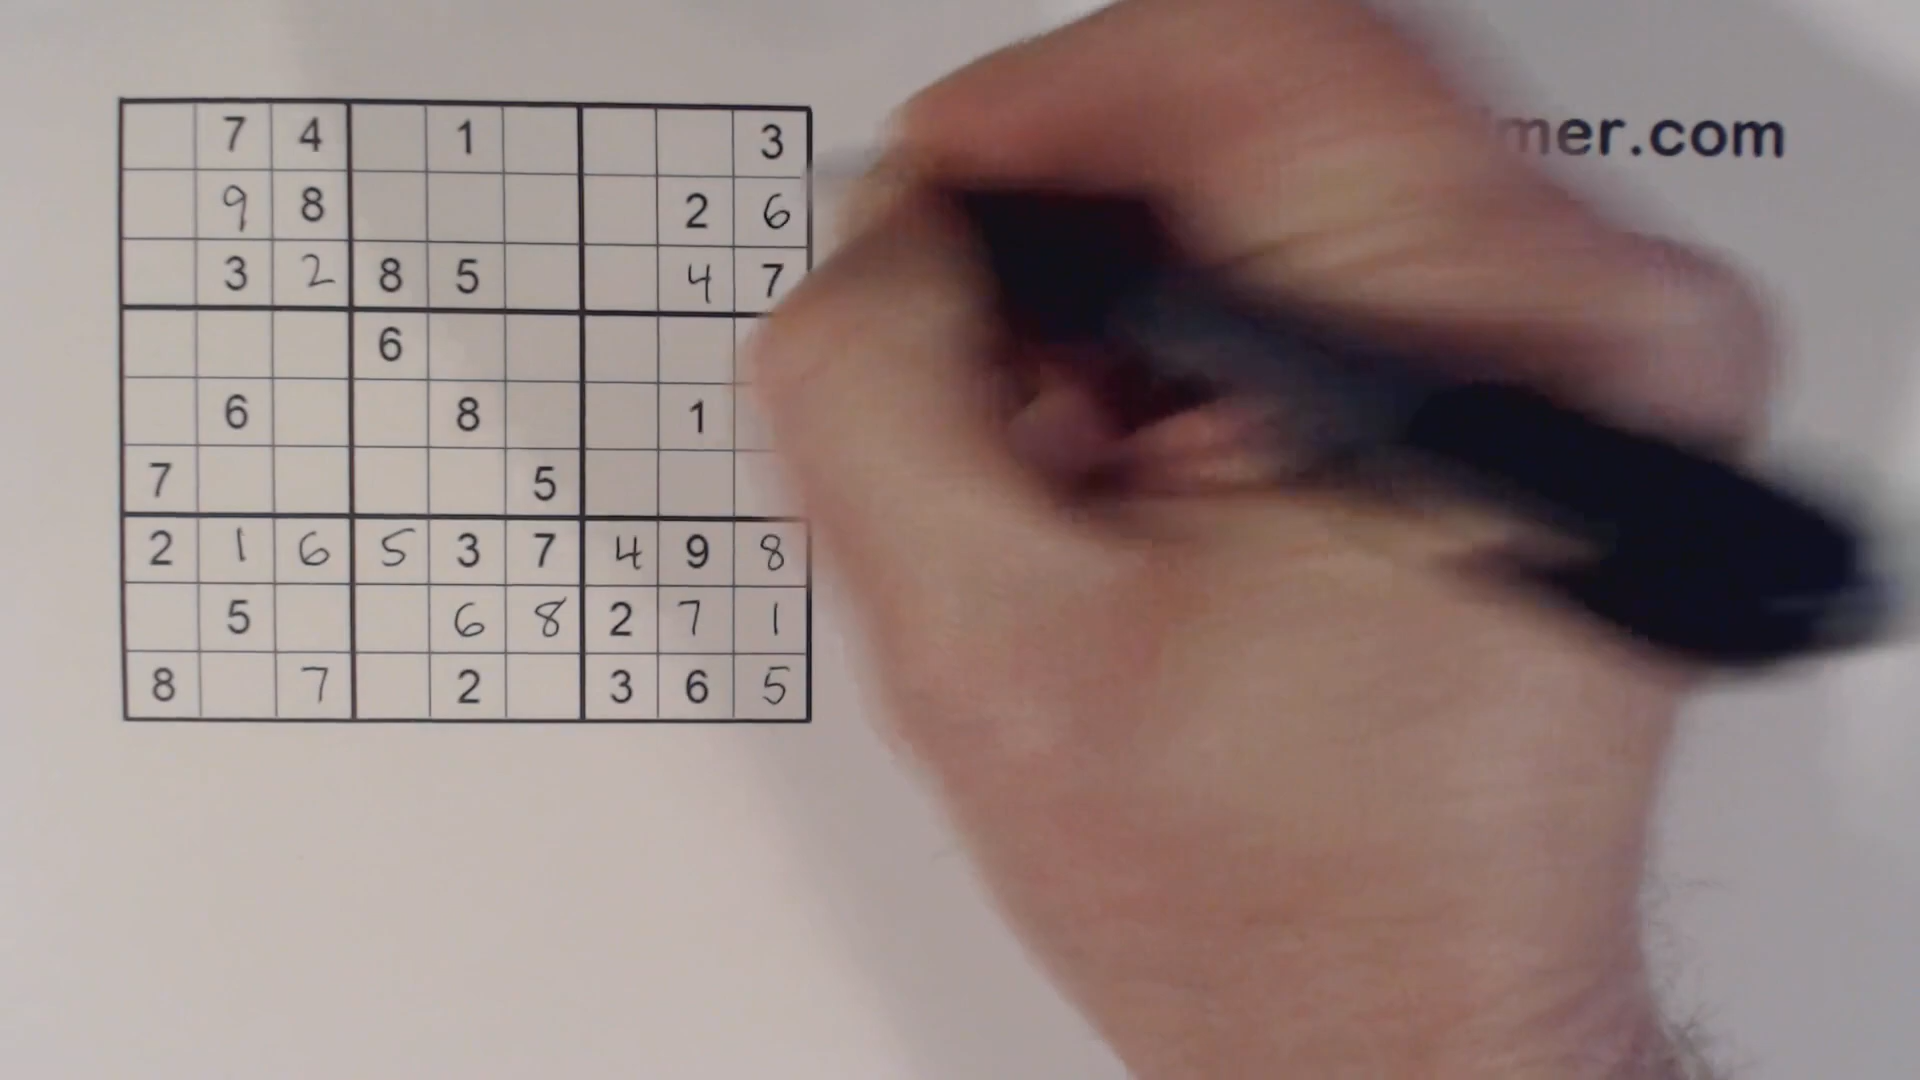 mer.com
7 4 1 3
9 8 2 6
3 2 8 5 4 7
6
6 8 1
7 5
2 1 6 5 3 7 4 9 8
5 6 8 2 7 1
8 7 2 3 6 5